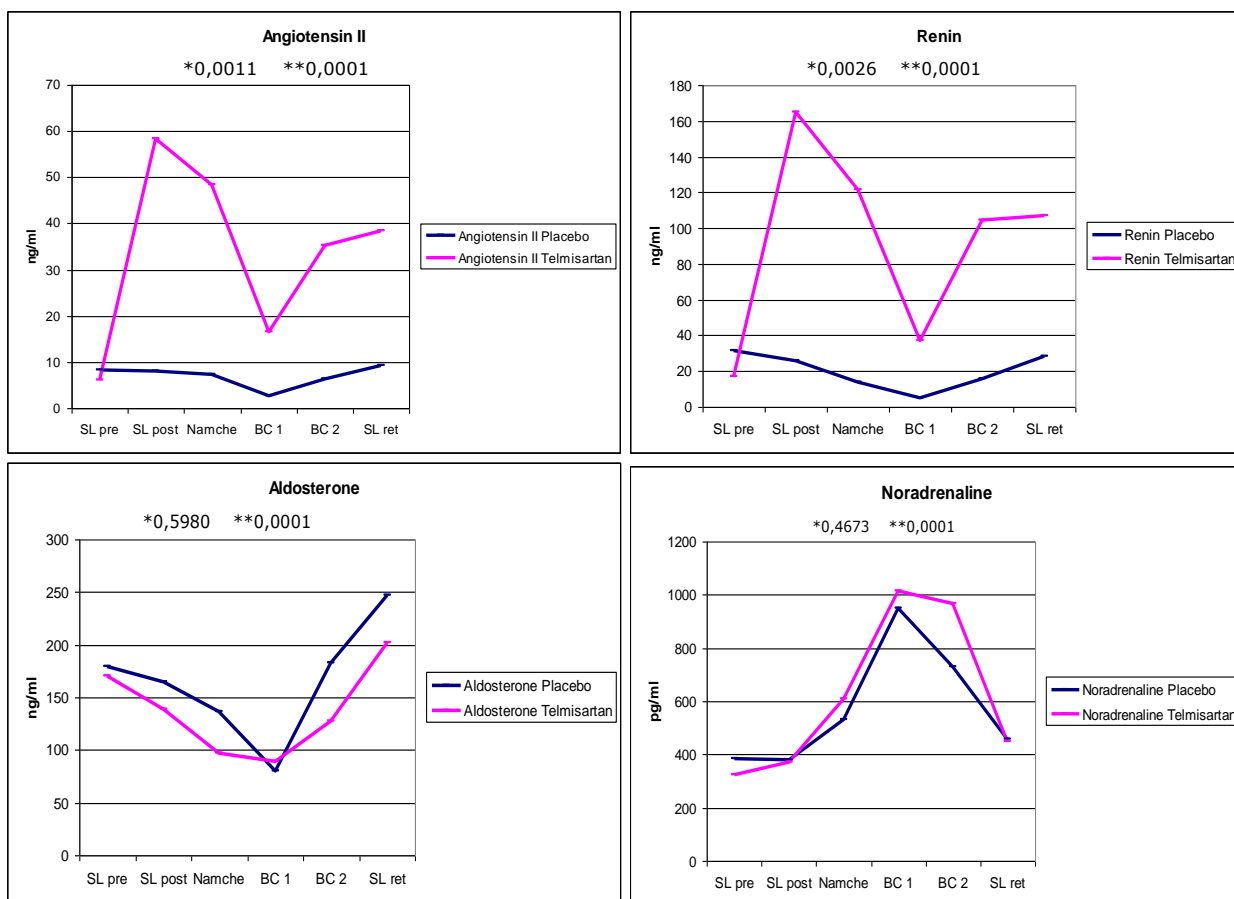 Angiotensin II
*0,0011 **0,0001
70
60
50
40
30
20
10
0
ng/ml
SL pre SL post Namche BC 1 BC 2 SL ret
Angiotensin II Placebo
Angiotensin II Telmisartan
Renin
*0,0026 **0,0001
180
160
140
120
100
80
60
40
20
0
ng/ml
SL pre SL post Namche BC 1 BC 2 SL ret
Renin Placebo
Renin Telmisartan
Aldosterone
*0,5980 **0,0001
300
250
200
150
100
50
0
ng/ml
SL pre SL post Namche BC 1 BC 2 SL ret
Aldosterone Placebo
Aldosterone Telmisartan
Noradrenaline
*0,4673 **0,0001
1200
1000
800
600
400
200
0
pg/ml
SL pre SL post Namche BC 1 BC 2 SL ret
Noradrenaline Placebo
Noradrenaline Telmisartan